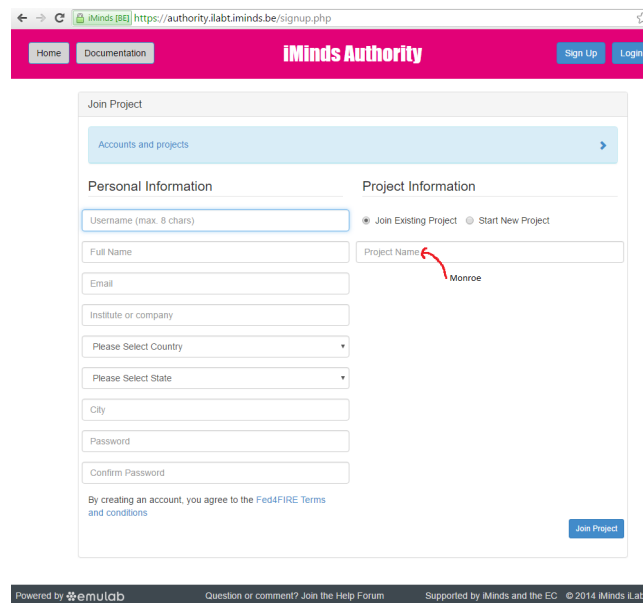 iMinds [BE] https://authority.ilabt.iminds.be/signup.php
Home Documentation iMinds Authority Sign Up Login
Join Project
Accounts and projects
Personal Information
Project Information
Username (max. 8 chars)
Join Existing Project Start New Project
Full Name
Project Name
Email
Monroe
Institute or company
Please Select Country
Please Select State
City
Password
Confirm Password
By creating an account, you agree to the Fed4FIRE Terms
and conditions
Join Project
Powered by emulab Question or comment? Join the Help Forum Supported by iMinds and the EC © 2014 iMinds iLab